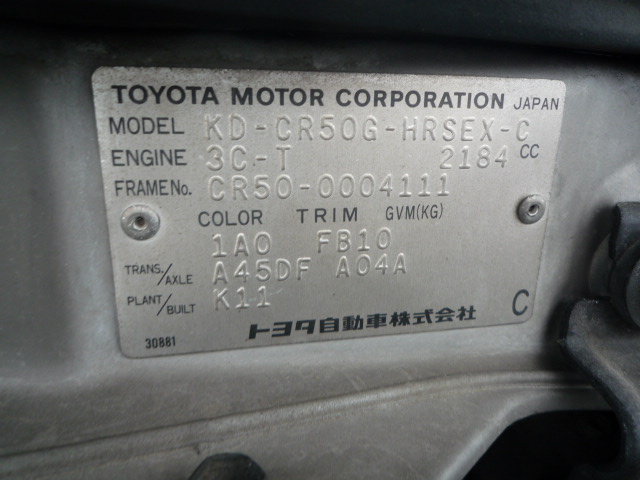 TOYOTA MOTOR CORPORATION JAPAN
MODEL KD-CR50G-HRSEX-C
ENGINE 3C-T 2184 CC
FRAME No. CR50-0004111
COLOR TRIM GVM(KG)
1A0 FB10
TRANS./AXLE A45DF A04A
PLANT/BUILT K11
30881 トヨタ自動車株式会社 C